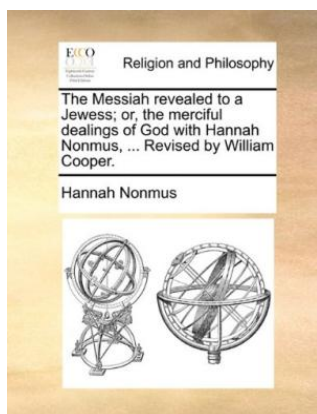 ECCO
Religion and Philosophy
The Messiah revealed to a
Jewess; or, the merciful
dealings of God with Hannah
Nonmus, ... Revised by William
Cooper.
Hannah Nonmus